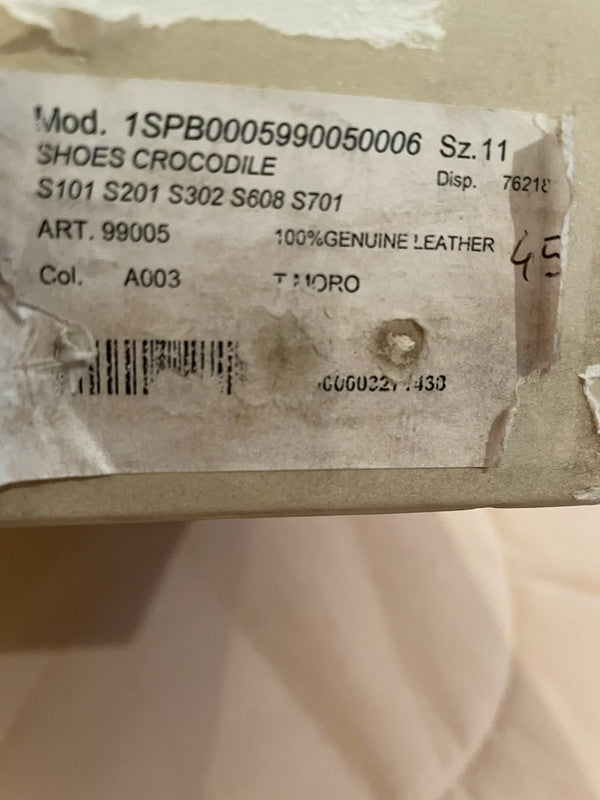 Mod. 1SPB0005990050006 Sz.11
SHOES CROCODILE
Disp. 76218
S101 S201 S302 S608 S701
ART. 99005 100%GENUINE LEATHER
45
Col. A003